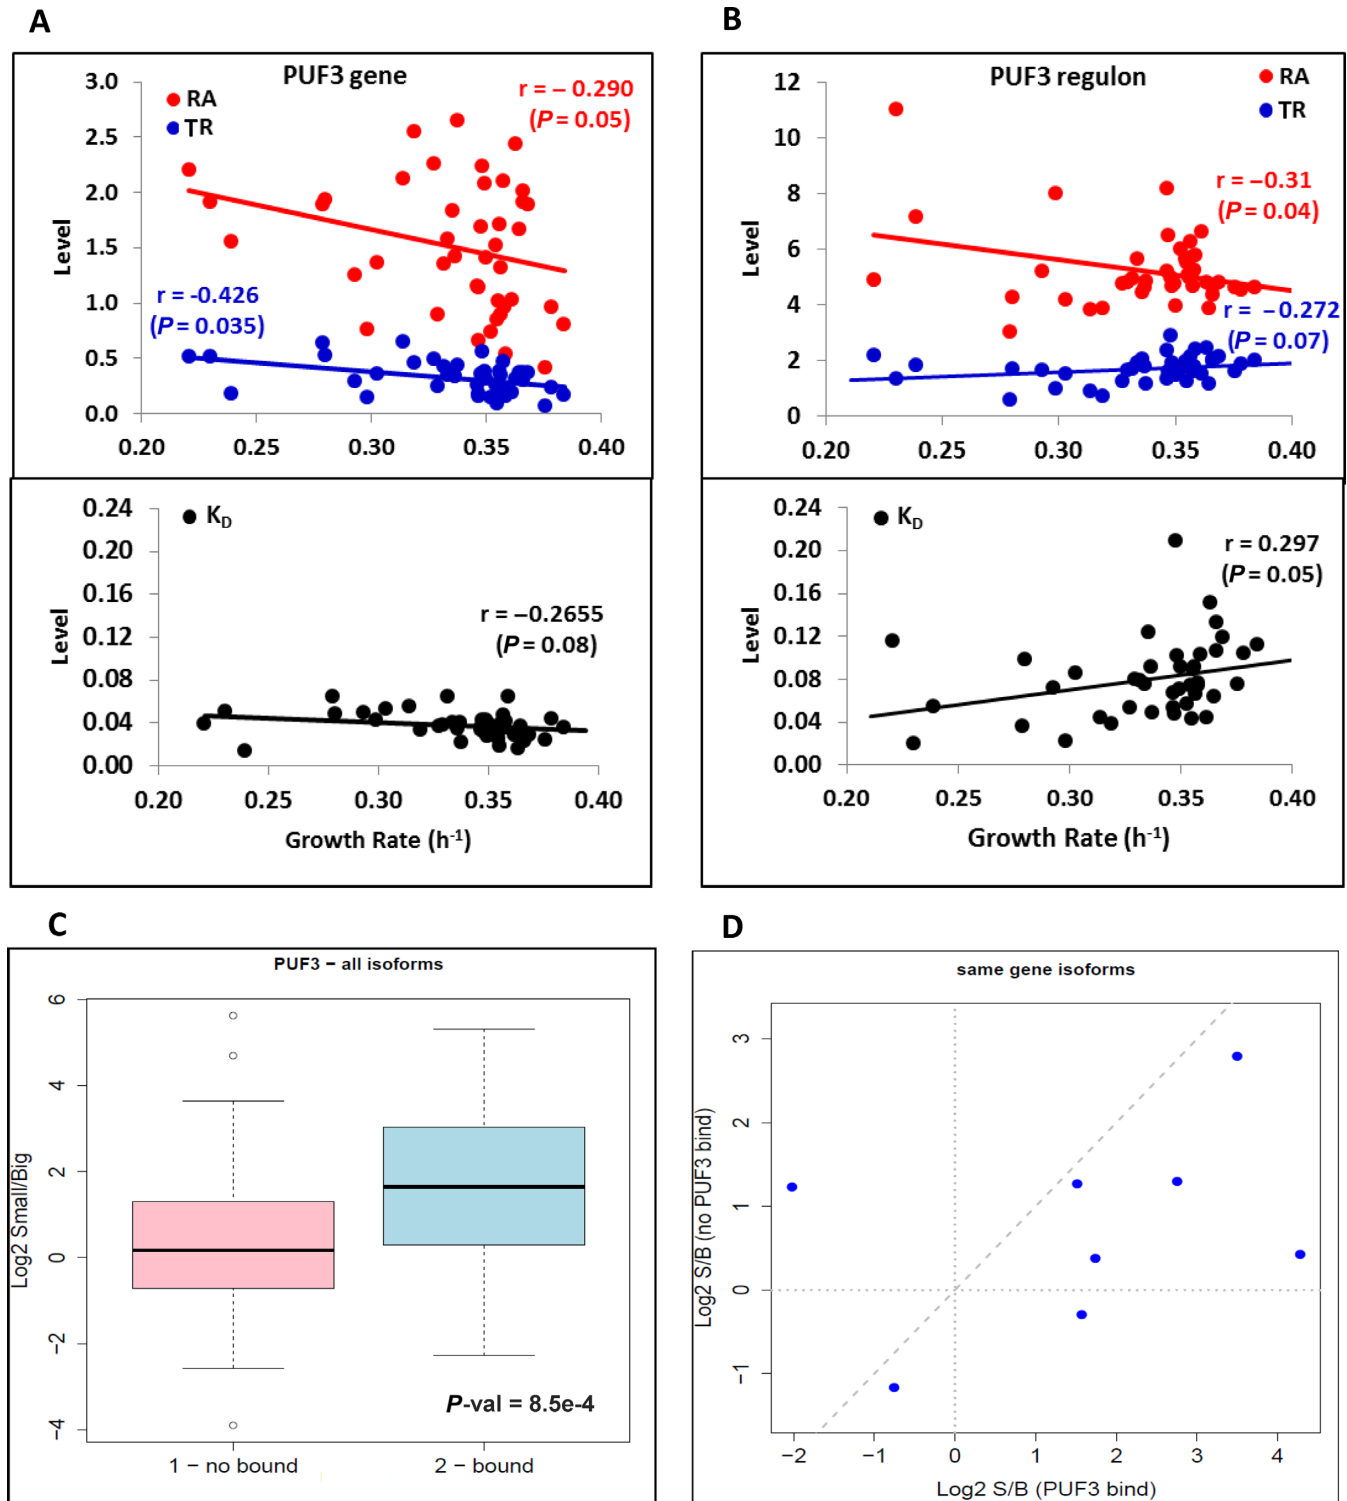 A
PUF3 gene
RA
TR
r = – 0.290
(P = 0.05)
r = -0.426
(P = 0.035)
Level
3.0
2.5
2.0
1.5
1.0
0.5
0.0
0.20 0.25 0.30 0.35 0.40
KD
r = –0.2655
(P = 0.08)
Level
0.24
0.20
0.16
0.12
0.08
0.04
0.00
0.20 0.25 0.30 0.35 0.40
Growth Rate (h-1)
B
PUF3 regulon
RA
TR
r = –0.31
(P = 0.04)
r = -0.272
(P = 0.07)
Level
12
10
8
6
4
2
0
0.20 0.25 0.30 0.35 0.40
KD
r = 0.297
(P = 0.05)
Level
0.24
0.20
0.16
0.12
0.08
0.04
0.00
0.20 0.25 0.30 0.35 0.40
Growth Rate (h-1)
C
PUF3 − all isoforms
Log2 Small/Big
6
4
2
0
−2
−4
P-val = 8.5e-4
1 − no bound 2 − bound
D
same gene isoforms
Log2 S/B (no PUF3 bind)
3
2
1
0
−1
−2 −1 0 1 2 3 4
Log2 S/B (PUF3 bind)